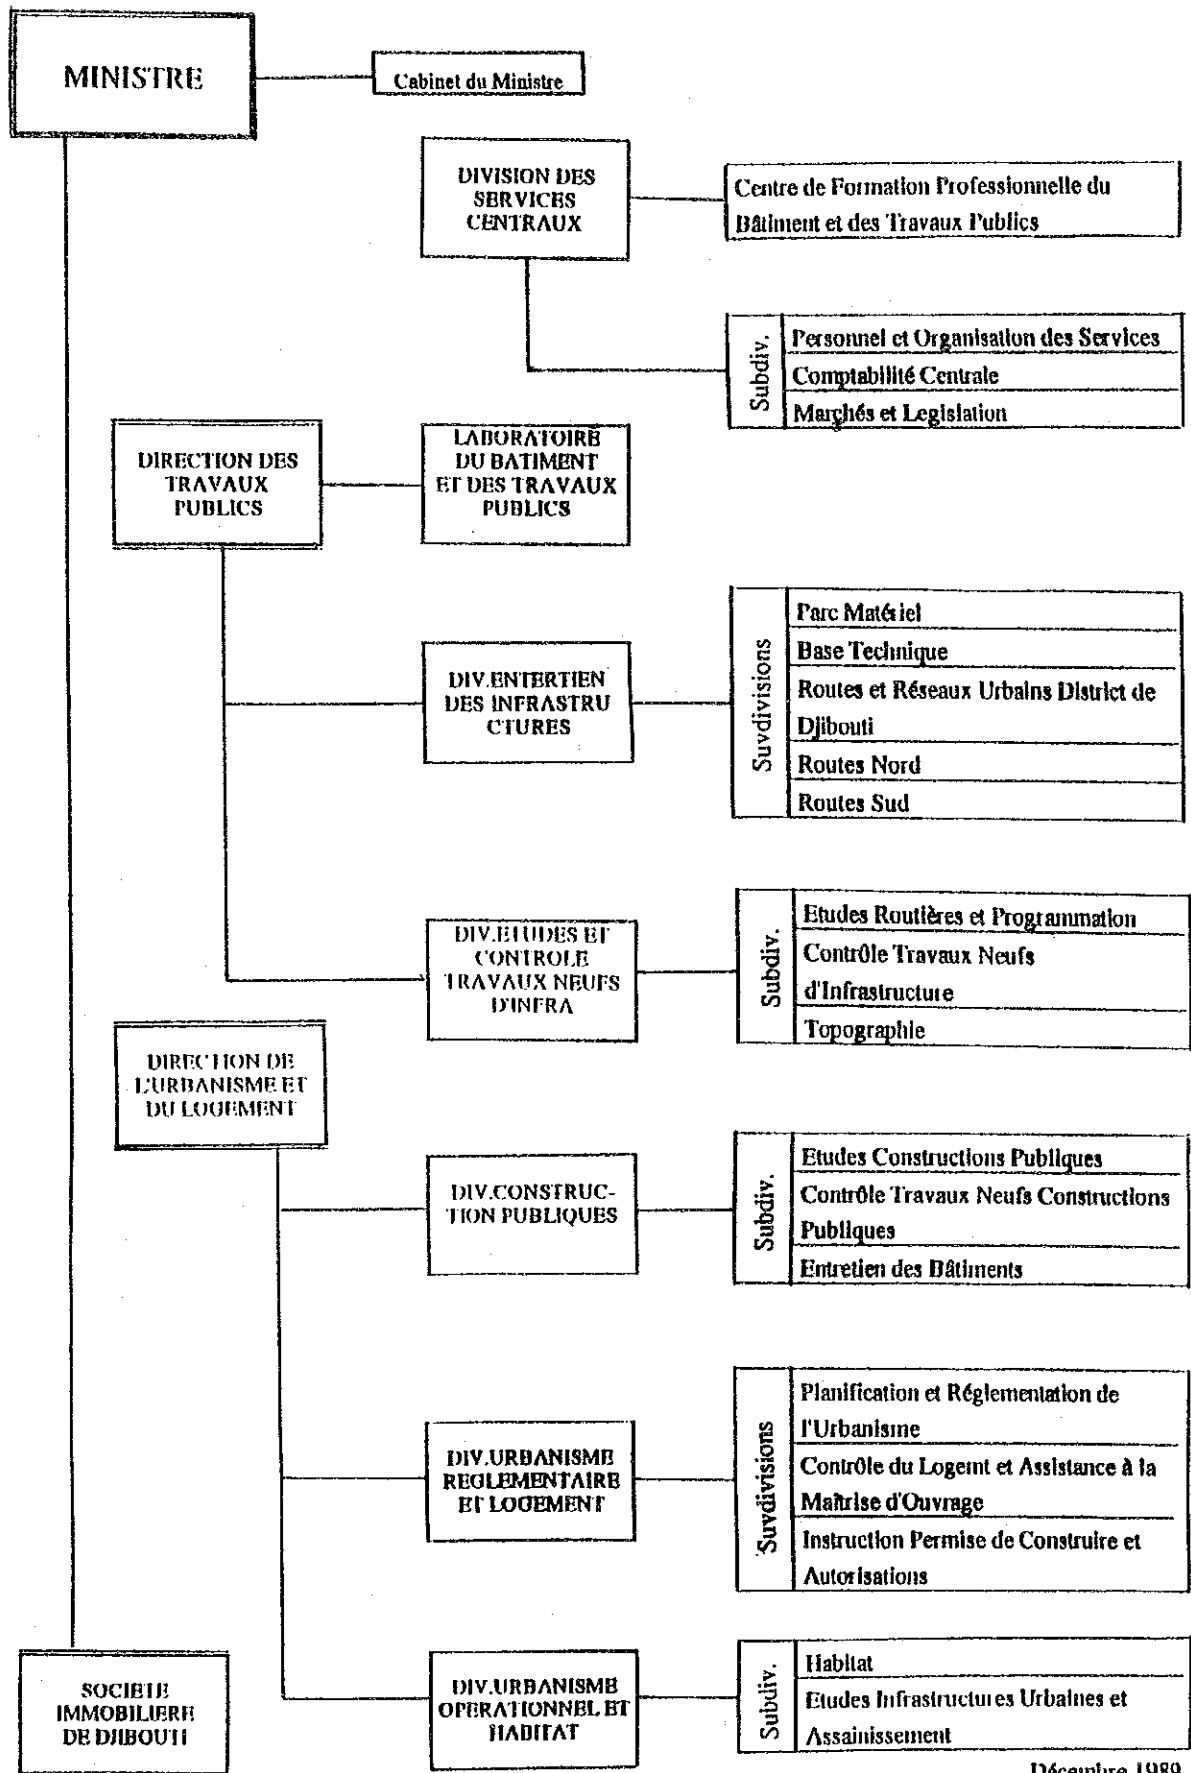 MINISTRE
Cabinet du Ministre
DIVISION DES
SERVICES
CENTRAUX
Centre de Formation Professionnelle du
Bâtiment et des Travaux Publics
Subdiv.
Personnel et Organisation des Services
Comptabilité Centrale
Marchés et Legislation
DIRECTION DES
TRAVAUX
PUBLICS
LABORATOIRE
DU BATIMENT
ET DES TRAVAUX
PUBLICS
DIV.ENTERTIEN
DES INFRASTRU
CTURES
Suvdivisions
Parc Matériel
Base Technique
Routes et Réseaux Urbains District de
Djibouti
Routes Nord
Routes Sud
DIV.ETUDES ET
CONTROLE
TRAVAUX NEUFS
D'INFRA
Subdiv.
Etudes Routières et Programmation
Contrôle Travaux Neufs
d'Infrastructure
Topographie
DIRECTION DE
L'URBANISME ET
DU LOGEMENT
DIV.CONSTRUC-
TION PUBLIQUES
Subdiv.
Etudes Constructions Publiques
Contrôle Travaux Neufs Constructions
Publiques
Entretien des Bâtiments
DIV.URBANISME
REGLEMENTAIRE
ET LOGEMENT
Suvdivisions
Planification et Réglementation de
l'Urbanisme
Contrôle du Logemt et Assistance à la
Maîtrise d'Ouvrage
Instruction Permise de Construire et
Autorisations
SOCIETE
IMMOBILIERE
DE DJIBOUTI
DIV.URBANISME
OPERATIONNEL ET
HABITAT
Subdiv.
Habitat
Etudes Infrastructures Urbaines et
Assainissement
Décembre 1989